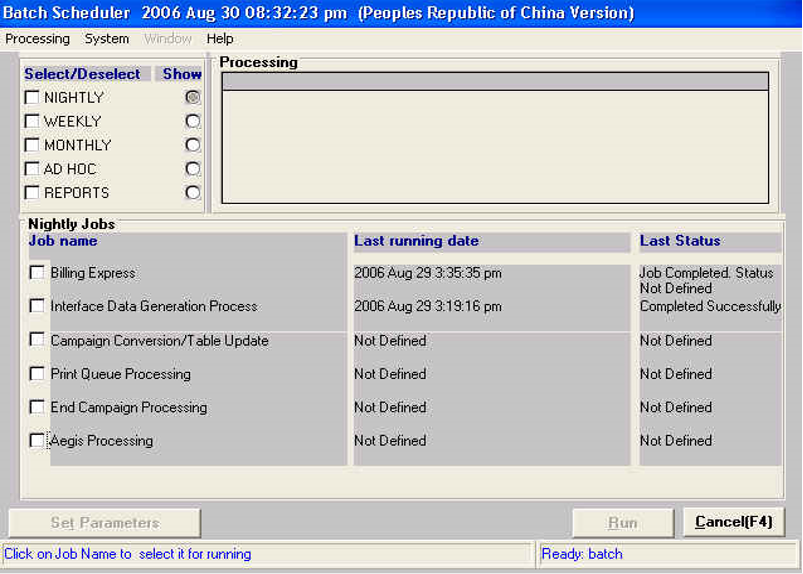 Batch Scheduler 2006 Aug 30 08:32:23 pm (Peoples Republic of China Version)
Processing System Window Help
Select/Deselect Show
NIGHTLY
WEEKLY
MONTHLY
AD HOC
REPORTS
Processing
Nightly Jobs
Job name Last running date Last Status
Billing Express 2006 Aug 29 3:35:35 pm Job Completed. Status
Not Defined
Interface Data Generation Process 2006 Aug 29 3:19:16 pm Completed Successfully
Campaign Conversion/Table Update Not Defined Not Defined
Print Queue Processing Not Defined Not Defined
End Campaign Processing Not Defined Not Defined
Aegis Processing Not Defined Not Defined
Set Parameters Run Cancel(F4)
Click on Job Name to select it for running Ready: batch